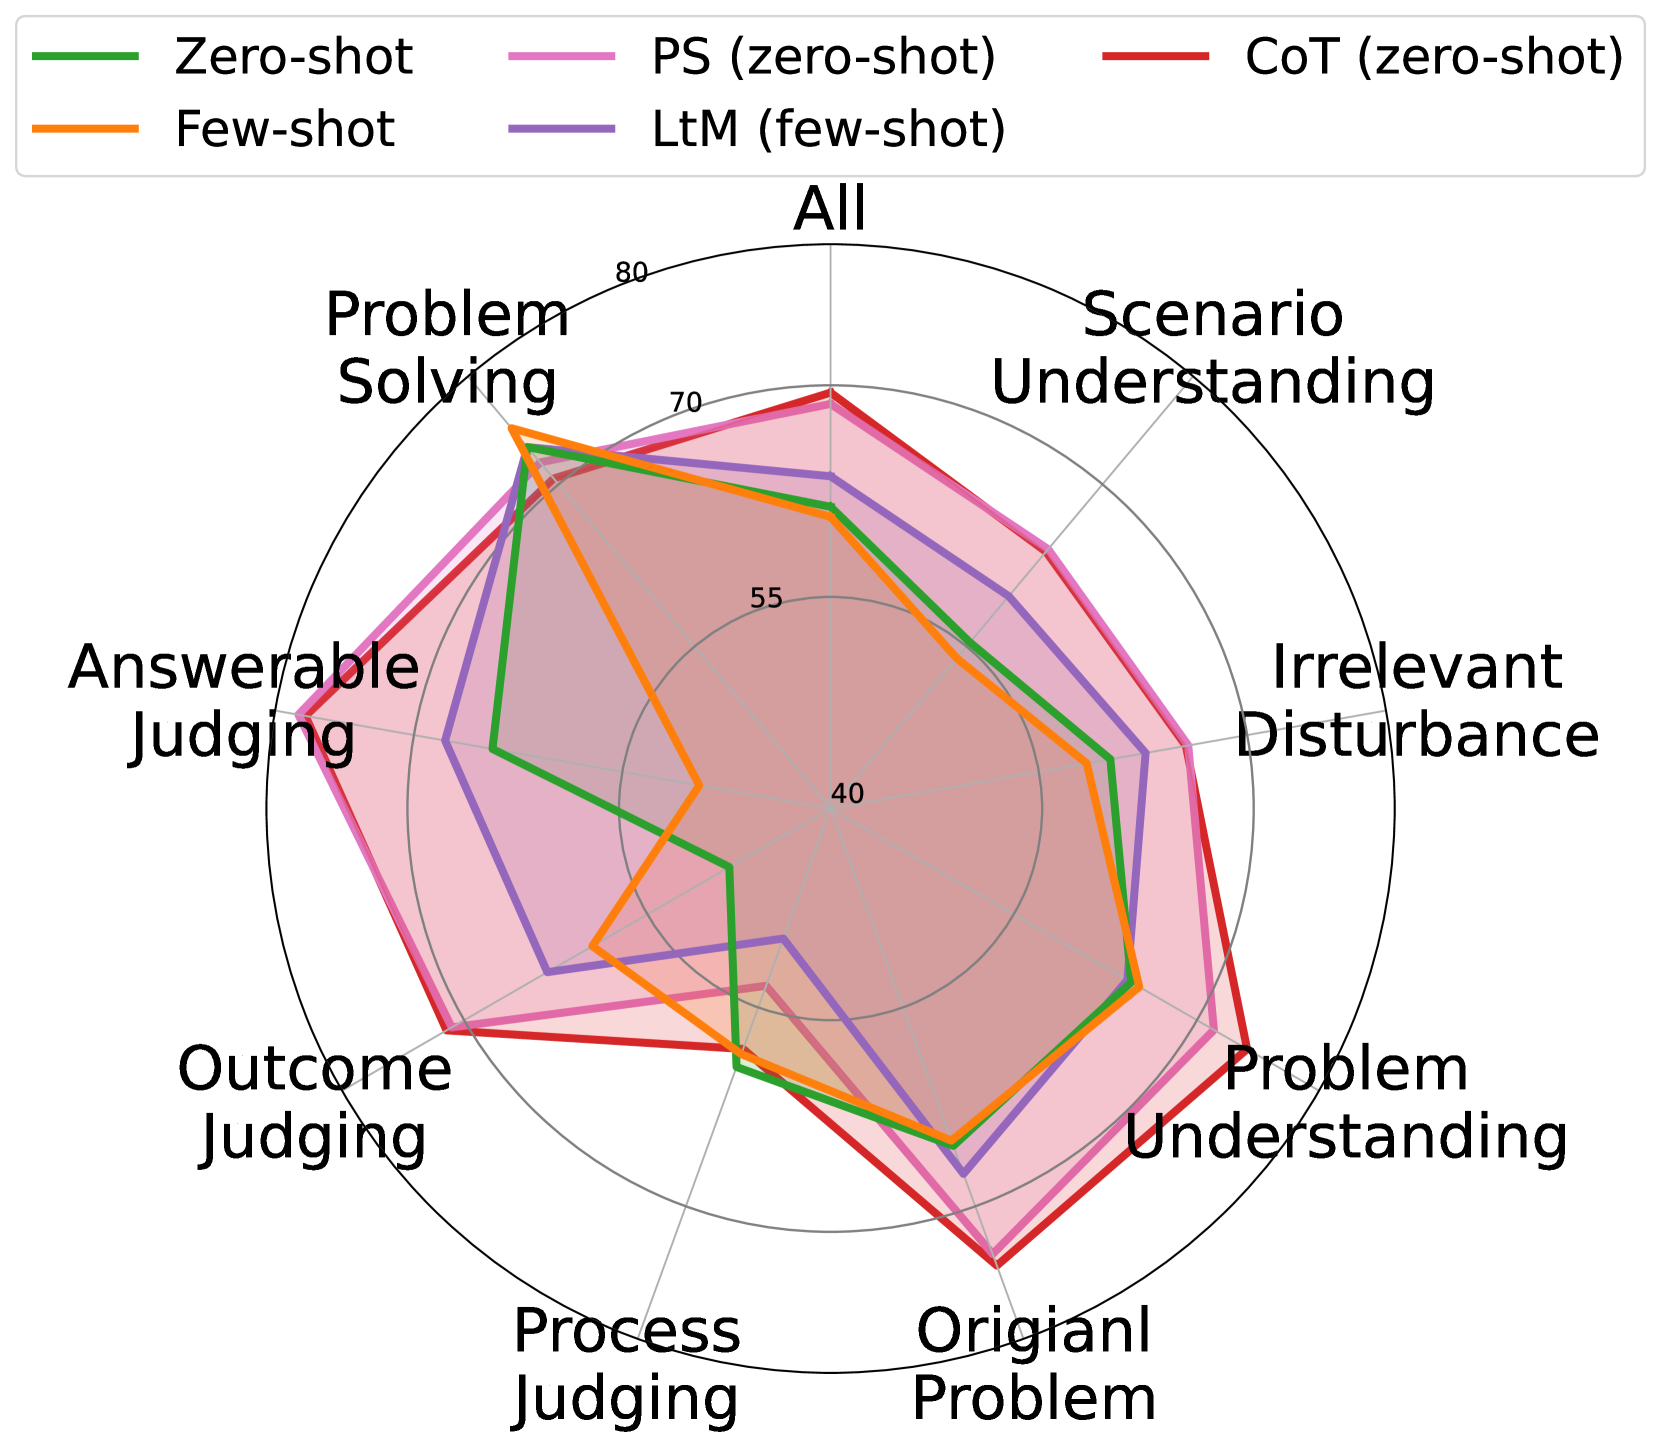 Zero-shot PS (zero-shot) CoT (zero-shot)
Few-shot LtM (few-shot)
All
80
Problem
Solving
Scenario
Understanding
70
55
Answerable
Judging
Irrelevant
Disturbance
40
Outcome
Judging
Problem
Understanding
Process
Judging
Origianl
Problem